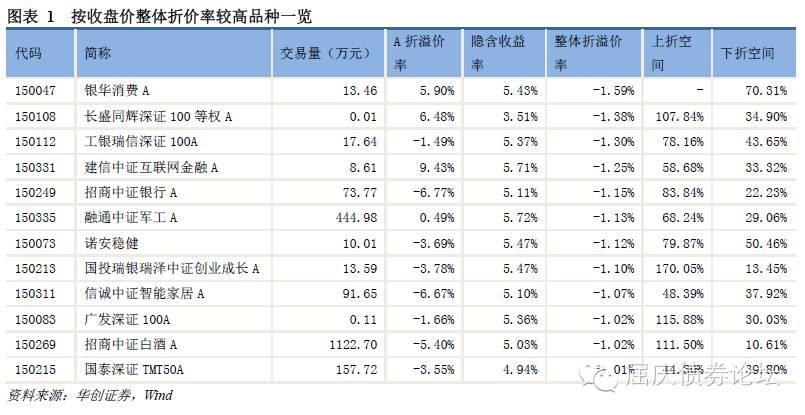 图表 1 按收盘价整体折价率较高品种一览
代码 简称 交易量（万元） A 折溢价率 隐含收益率 整体折溢价率 上折空间 下折空间
150047 银华消费 A 13.46 5.90% 5.43% -1.59% - 70.31%
150108 长盛同辉深证 100 等权 A 0.01 6.48% 3.51% -1.38% 107.84% 34.90%
150112 工银瑞信深证 100A 17.64 -1.49% 5.37% -1.30% 78.16% 43.65%
150331 建信中证互联网金融 A 8.61 9.43% 5.71% -1.25% 58.68% 33.32%
150249 招商中证银行 A 73.77 -6.77% 5.11% -1.15% 83.84% 22.23%
150335 融通中证军工 A 444.98 0.49% 5.72% -1.13% 68.24% 29.06%
150073 诺安稳健 10.01 -3.69% 5.47% -1.12% 79.87% 50.46%
150213 国投瑞银瑞泽中证创业成长 A 13.59 -3.78% 5.47% -1.10% 170.05% 13.45%
150311 信诚中证智能家居 A 91.65 -6.67% 5.10% -1.07% 48.39% 37.92%
150083 广发深证 100A 0.11 -1.66% 5.36% -1.02% 115.88% 30.03%
150269 招商中证白酒 A 1122.70 -5.40% 5.03% -1.02% 111.50% 10.61%
150215 国泰深证 TMT50A 157.72 -3.55% 4.94%
屈庆债券论坛
资料来源：华创证券，Wind